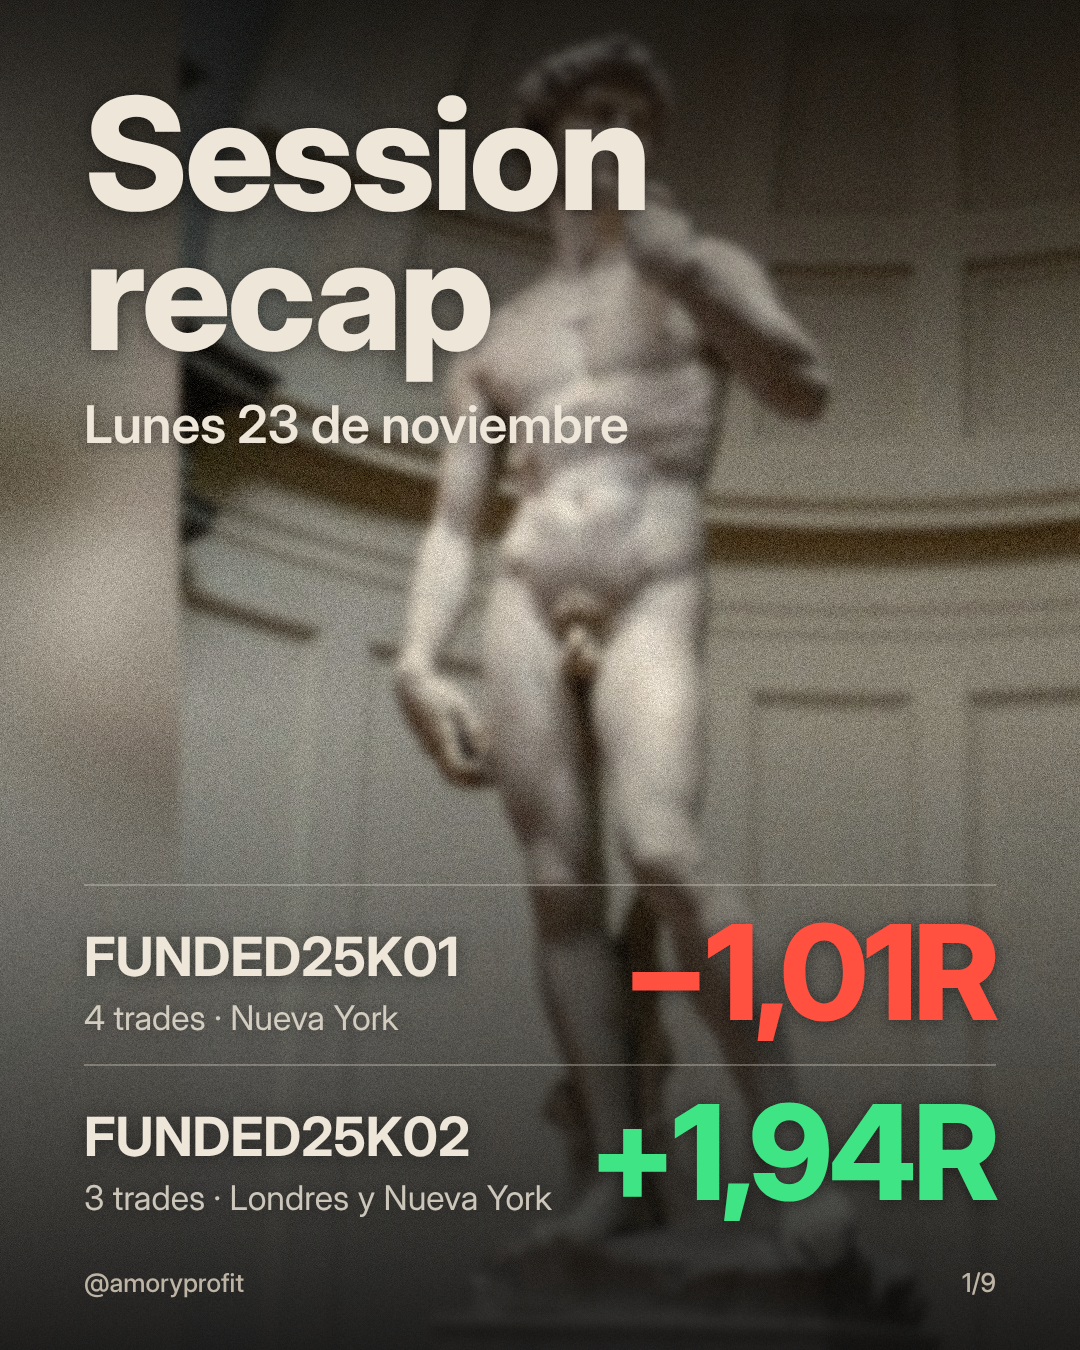 Session
recap
Lunes 23 de noviembre
FUNDED25K01
−1,01R
4 trades · Nueva York
FUNDED25K02
+1,94R
3 trades · Londres y Nueva York
@amoryprofit
1/9